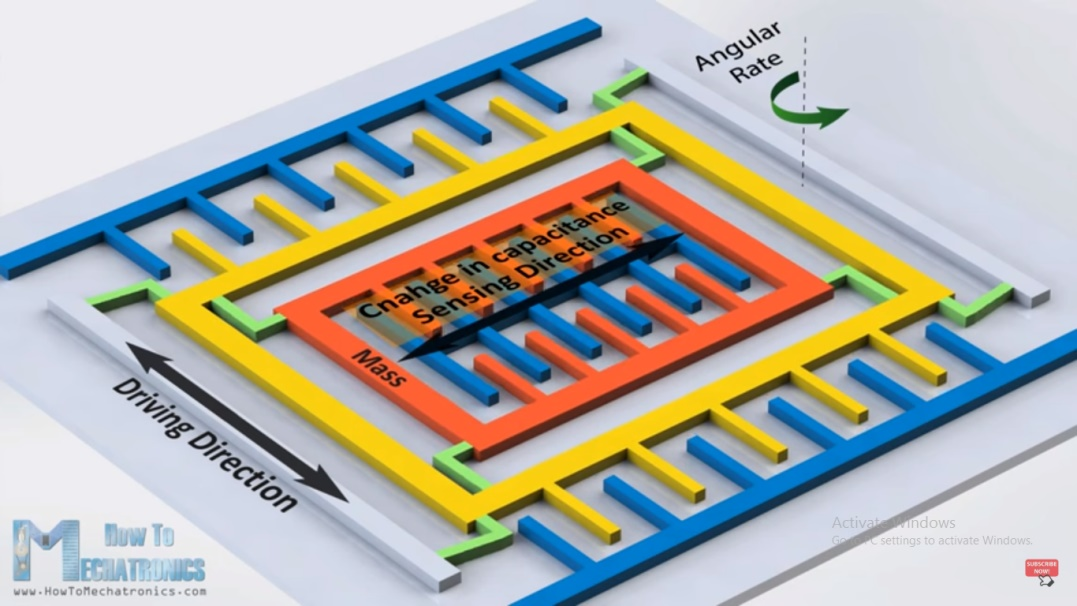 Angular
Rate
Cnahge in capacitance
Sensing Direction
Mass
Driving Direction
How To
MECHATRONICS
www.HowToMechatronics.com
Activate Windows
Go to PC settings to activate Windows.
SUBSCRIBE
NOW!